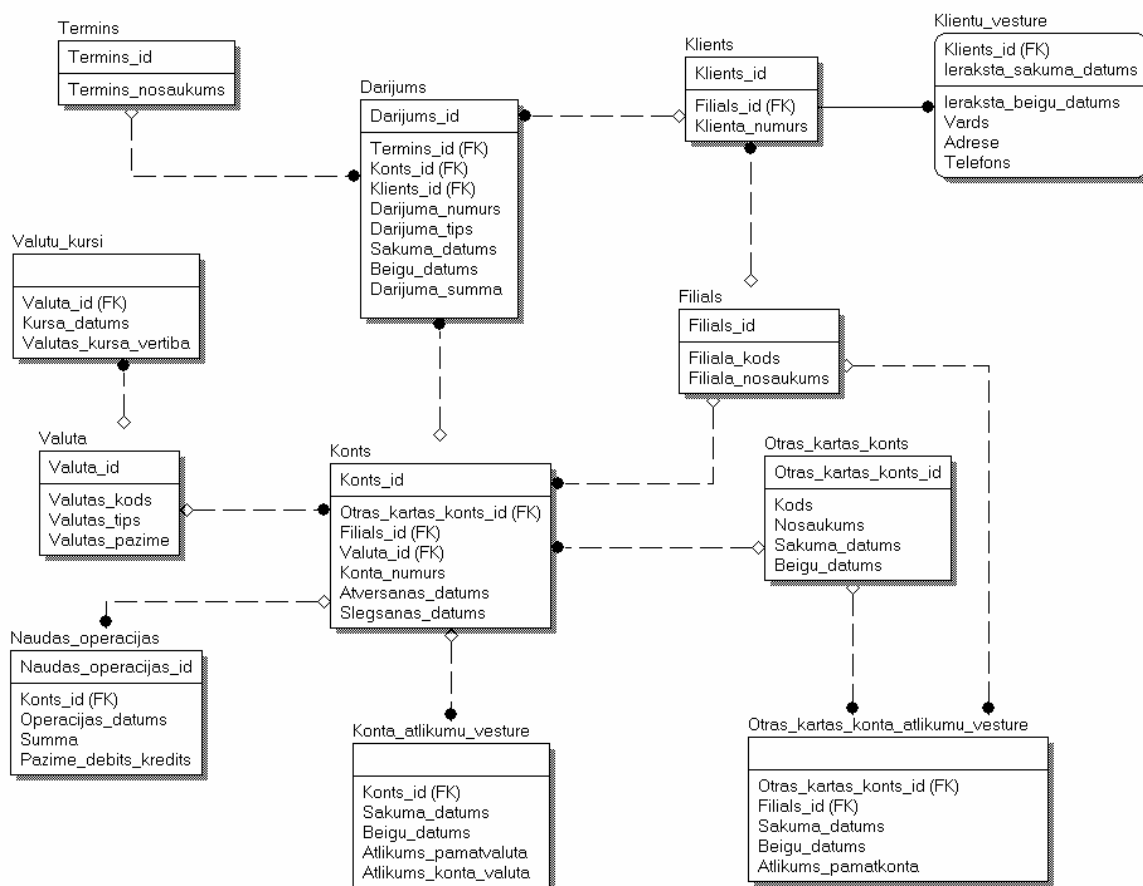 Termins
Termins_id
Termins_nosaukums
Darijums
Darijums_id
Termins_id (FK)
Konts_id (FK)
Klients_id (FK)
Darijuma_numurs
Darijuma_tips
Sakuma_datums
Beigu_datums
Darijuma_summa
Klients
Klients_id
Filials_id (FK)
Klienta_numurs
Klientu_vesture
Klients_id (FK)
Ieraksta_sakuma_datums
Ieraksta_beigu_datums
Vards
Adrese
Telefons
Valutu_kursi
Valuta_id (FK)
Kursa_datums
Valutas_kursa_vertiba
Filials
Filials_id
Filiala_kods
Filiala_nosaukums
Valuta
Valuta_id
Valutas_kods
Valutas_tips
Valutas_pazime
Konts
Konts_id
Otras_kartas_konts_id (FK)
Filials_id (FK)
Valuta_id (FK)
Konta_numurs
Atversanas_datums
Slegsanas_datums
Otras_kartas_konts
Otras_kartas_konts_id
Kods
Nosaukums
Sakuma_datums
Beigu_datums
Naudas_operacijas
Naudas_operacijas_id
Konts_id (FK)
Operacijas_datums
Summa
Pazime_debits_kredits
Konta_atlikumu_vesture
Konts_id (FK)
Sakuma_datums
Beigu_datums
Atlikums_pamatvaluta
Atlikums_konta_valuta
Otras_kartas_konta_atlikumu_vesture
Otras_kartas_konts_id (FK)
Filials_id (FK)
Sakuma_datums
Beigu_datums
Atlikums_pamatkonta